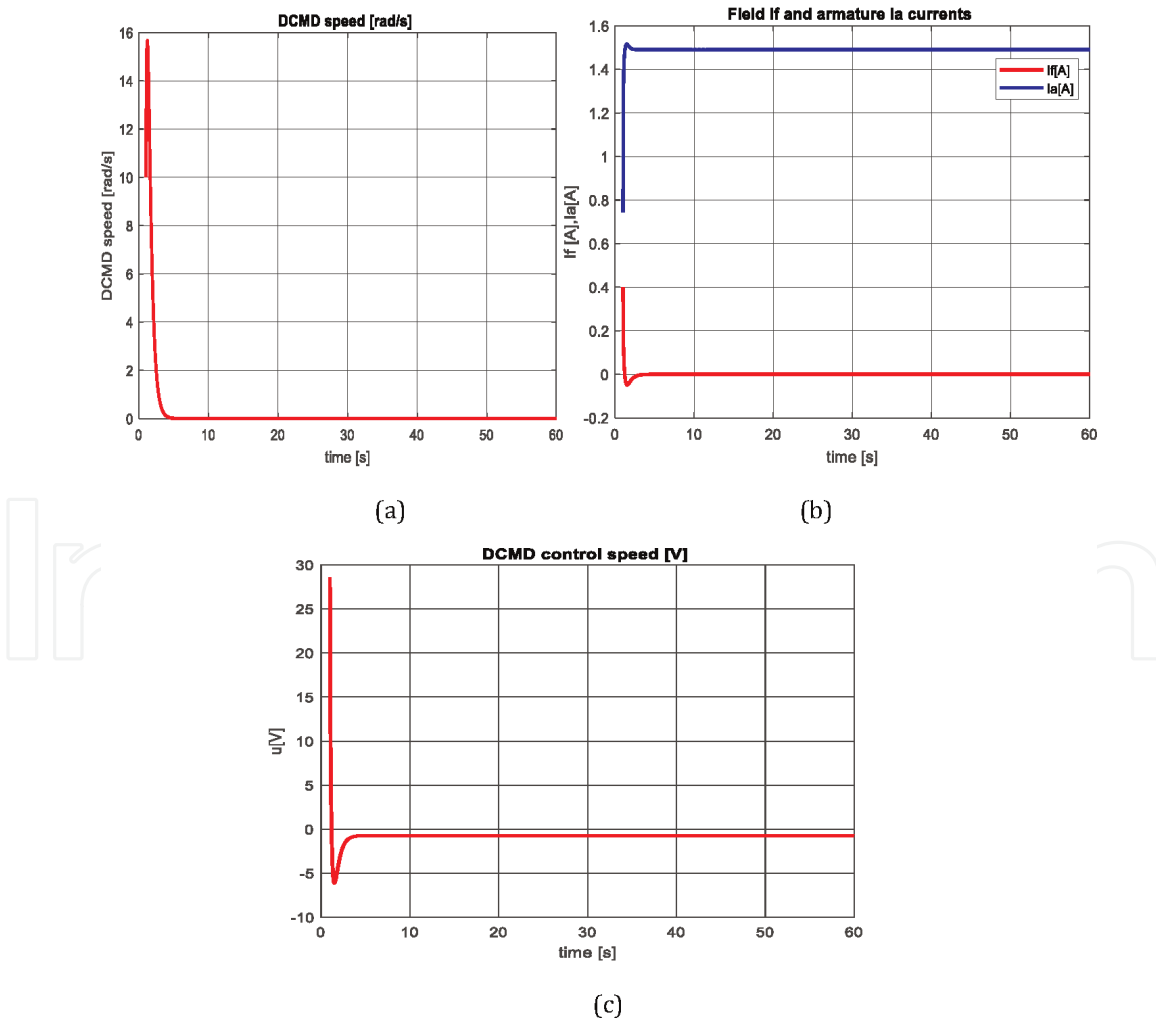 DCMD speed [rad/s]
16
14
12
10
8
6
4
2
0
DCMD speed [rad/s]
0 10 20 30 40 50 60
time [s]
(a)
Field If and armature Ia currents
1.6
1.4
1.2
1
0.8
0.6
0.4
0.2
0
-0.2
If [A],Ia[A]
If[A]
Ia[A]
0 10 20 30 40 50 60
time [s]
(b)
DCMD control speed [V]
30
25
20
15
10
5
0
-5
-10
u[V]
0 10 20 30 40 50 60
time [s]
(c)